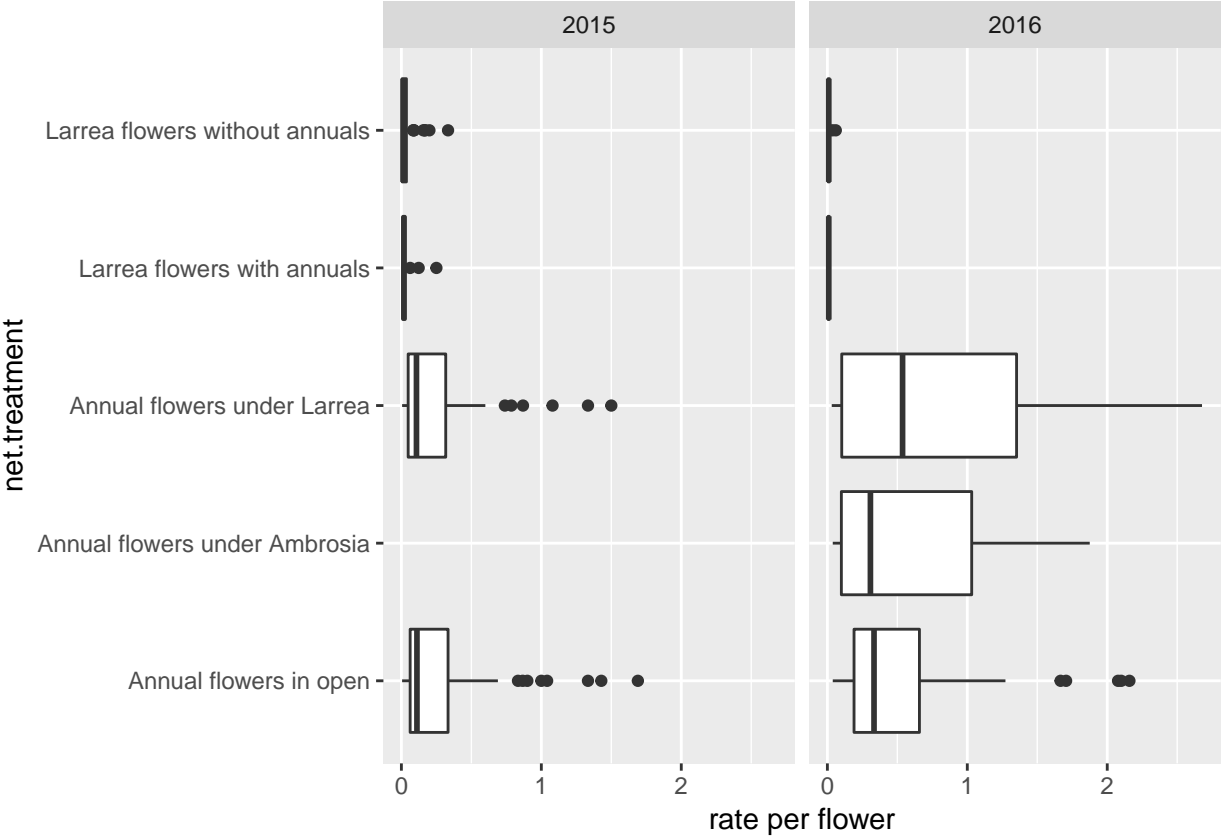 2015
2016
net.treatment
Larrea flowers without annuals
Larrea flowers with annuals
Annual flowers under Larrea
Annual flowers under Ambrosia
Annual flowers in open
0 1 2
0 1 2
rate per flower